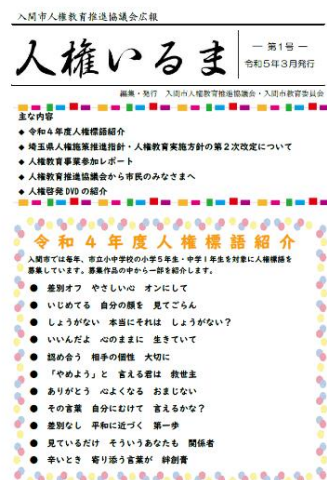 入間市人権教育推進協議会広報
人権いるま
― 第1号 ―
令和5年3月発行
編集・発行　入間市人権教育推進協議会・入間市教育委員会
主な内容
◆ 令和4年度人権標語紹介
◆ 埼玉県人権施策推進指針・人権教育実施方針の第2次改定について
◆ 人権教育事業参加レポート
◆ 人権教育推進協議会から市民のみなさまへ
◆ 人権啓発DVDの紹介
令和4年度人権標語紹介
入間市では毎年、市立小中学校の小学5年生・中学1年生を対象に人権標語を
募集しています。募集作品の中から一部を紹介します。
● 差別オフ　やさしい心　オンにして
● いじめてる　自分の顔を　見てごらん
● しょうがない　本当にそれは　しょうがない？
● いいんだよ　心のままに　生きていて
● 認め合う　相手の個性　大切に
● 「やめよう」と　言える君は　救世主
● ありがとう　心よくなる　おまじない
● その言葉　自分にむけて　言えるかな？
● 差別なし　平和に近づく　第一歩
● 見ているだけ　そういうあなたも　関係者
● 辛いとき　寄り添う言葉が　絆創膏